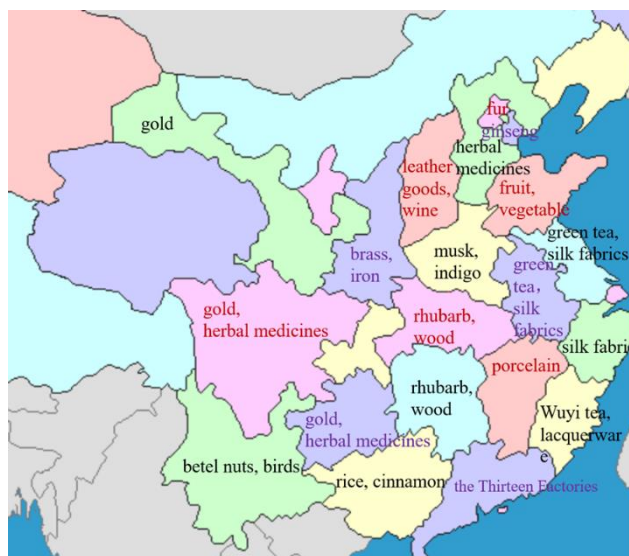 gold
fur
ginseng
herbal
medicines
leather
goods,
wine
fruit,
vegetable
green tea,
silk fabrics
brass,
iron
musk,
indigo
green
tea,
silk
fabrics
gold,
herbal medicines
rhubarb,
wood
silk fabric
porcelain
rhubarb,
wood
Wuyi tea,
lacquerwar
e
gold,
herbal medicines
betel nuts, birds
rice, cinnamon
the Thirteen Factories